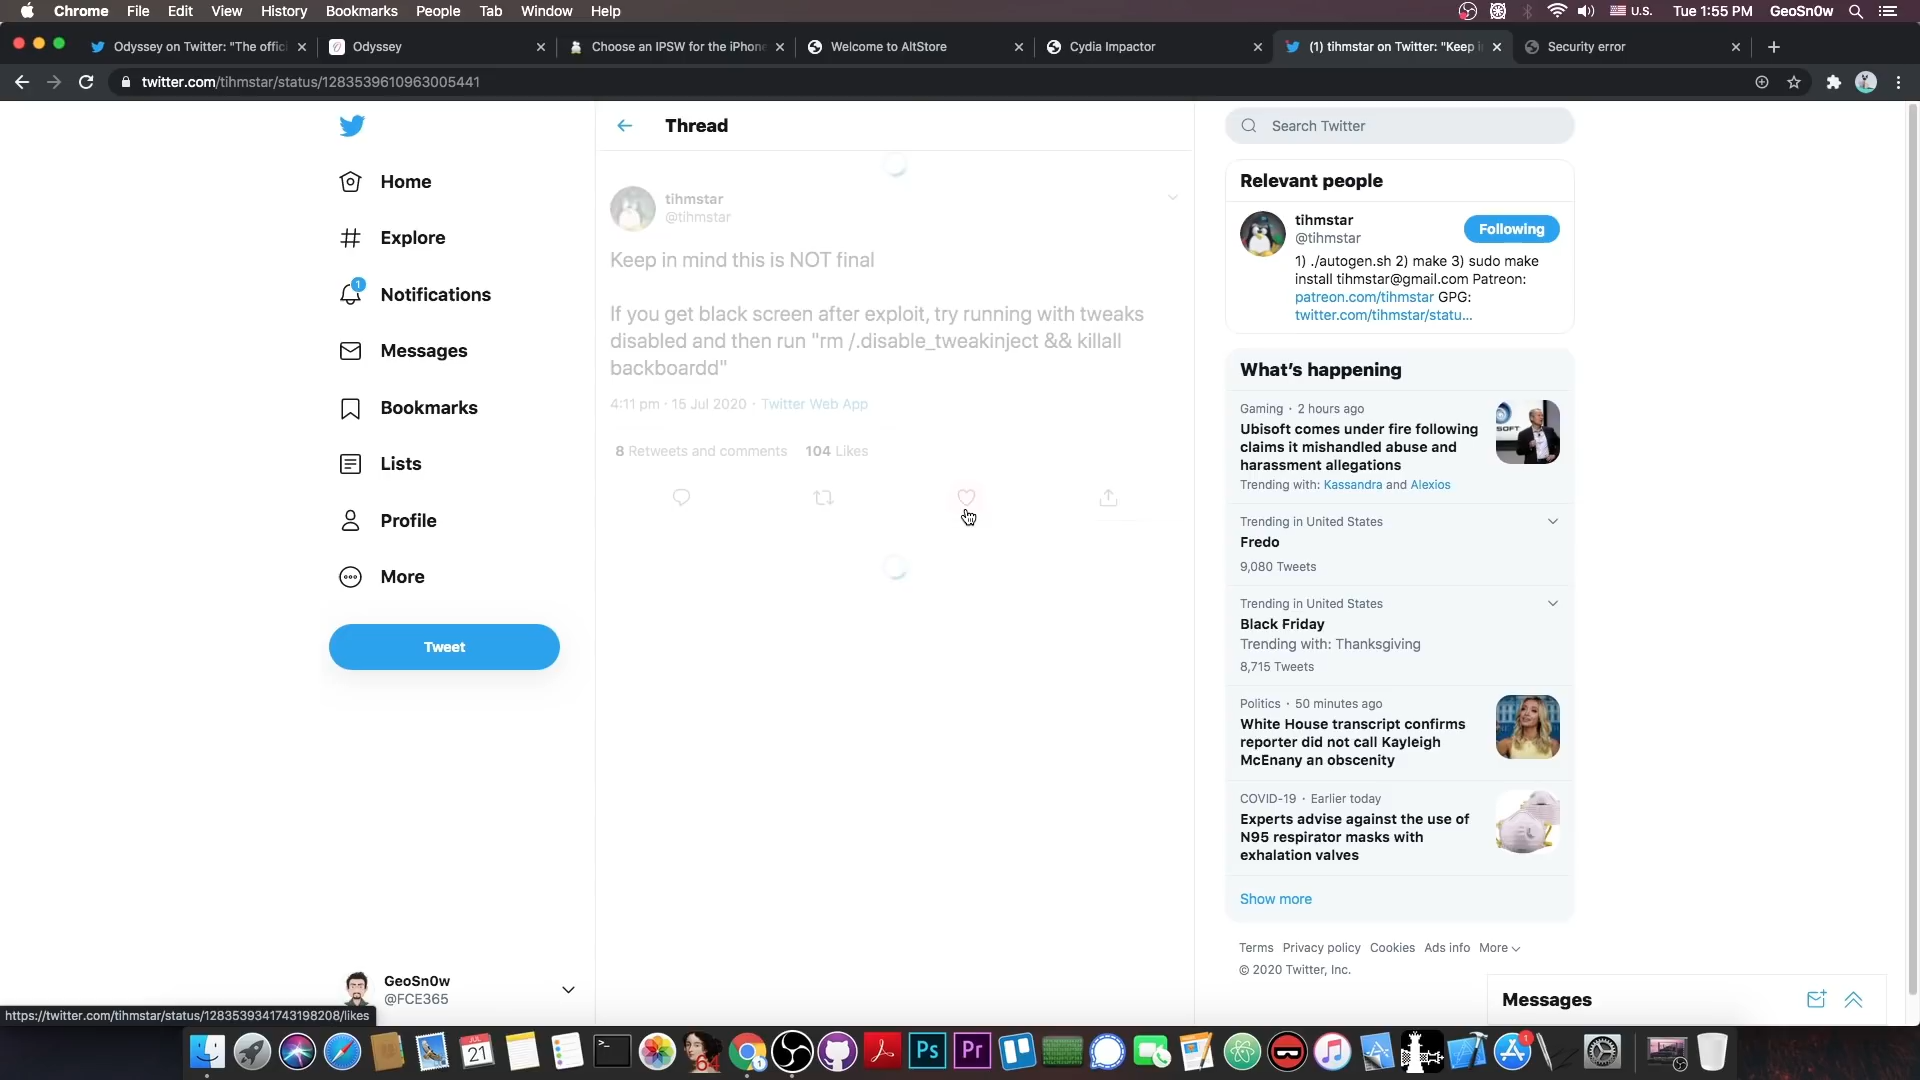 Chrome File Edit View History Bookmarks People Tab Window Help U.S. Tue 1:55 PM GeoSn0w
Odyssey on Twitter: "The offici Odyssey Choose an IPSW for the iPhone Welcome to AltStore Cydia Impactor (1) tihmstar on Twitter: "Keep i Security error
twitter.com/tihmstar/status/1283539610963005441
Home
Explore
1
Notifications
Messages
Bookmarks
Lists
Profile
More
Tweet
GeoSn0w
@FCE365
https://twitter.com/tihmstar/status/1283539341743198208/likes
Thread
tihmstar
@tihmstar
Keep in mind this is NOT final
If you get black screen after exploit, try running with tweaks
disabled and then run "rm /.disable_tweakinject && killall
backboardd"
4:11 pm · 15 Jul 2020 · Twitter Web App
8 Retweets and comments 104 Likes
Search Twitter
Relevant people
tihmstar
@tihmstar
Following
1) ./autogen.sh 2) make 3) sudo make
install tihmstar@gmail.com Patreon:
patreon.com/tihmstar GPG:
twitter.com/tihmstar/statu...
What's happening
Gaming · 2 hours ago
Ubisoft comes under fire following
claims it mishandled abuse and
harassment allegations
Trending with: Kassandra and Alexios
Trending in United States
Fredo
9,080 Tweets
Trending in United States
Black Friday
Trending with: Thanksgiving
8,715 Tweets
Politics · 50 minutes ago
White House transcript confirms
reporter did not call Kayleigh
McEnany an obscenity
COVID-19 · Earlier today
Experts advise against the use of
N95 respirator masks with
exhalation valves
Show more
Terms Privacy policy Cookies Ads info More
© 2020 Twitter, Inc.
Messages
JUL
21
64
1
Ps
Pr
1